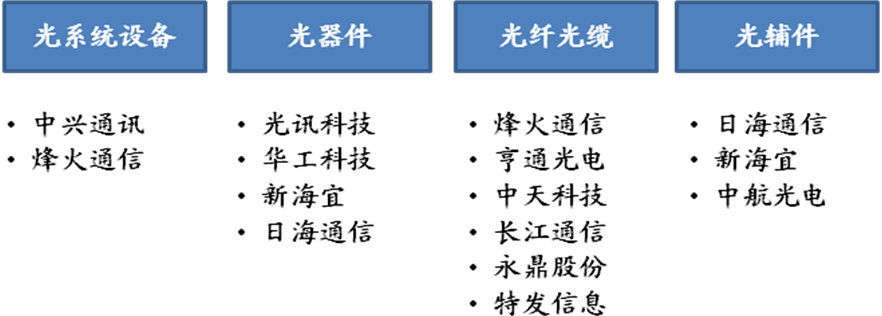 光系统设备
• 中兴通讯
• 烽火通信
光器件
• 光讯科技
• 华工科技
• 新海宜
• 日海通信
光纤光缆
• 烽火通信
• 亨通光电
• 中天科技
• 长江通信
• 永鼎股份
• 特发信息
光辅件
• 日海通信
• 新海宜
• 中航光电